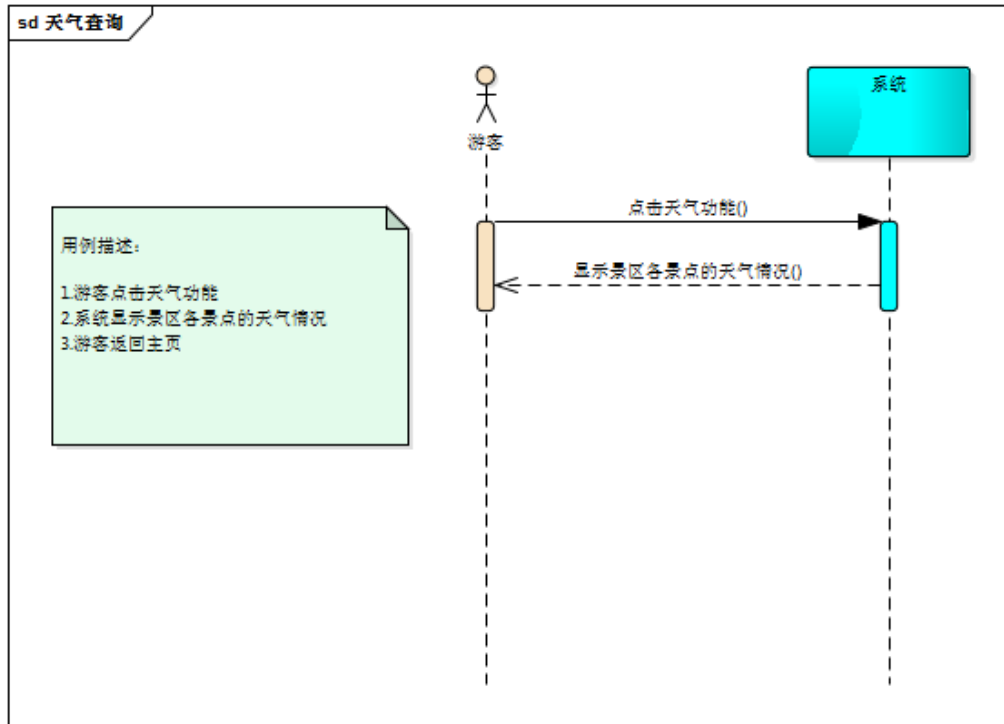 sd 天气查询
系统
游客
点击天气功能()
显示景区各景点的天气情况()
用例描述：
1.游客点击天气功能
2.系统显示景区各景点的天气情况
3.游客返回主页